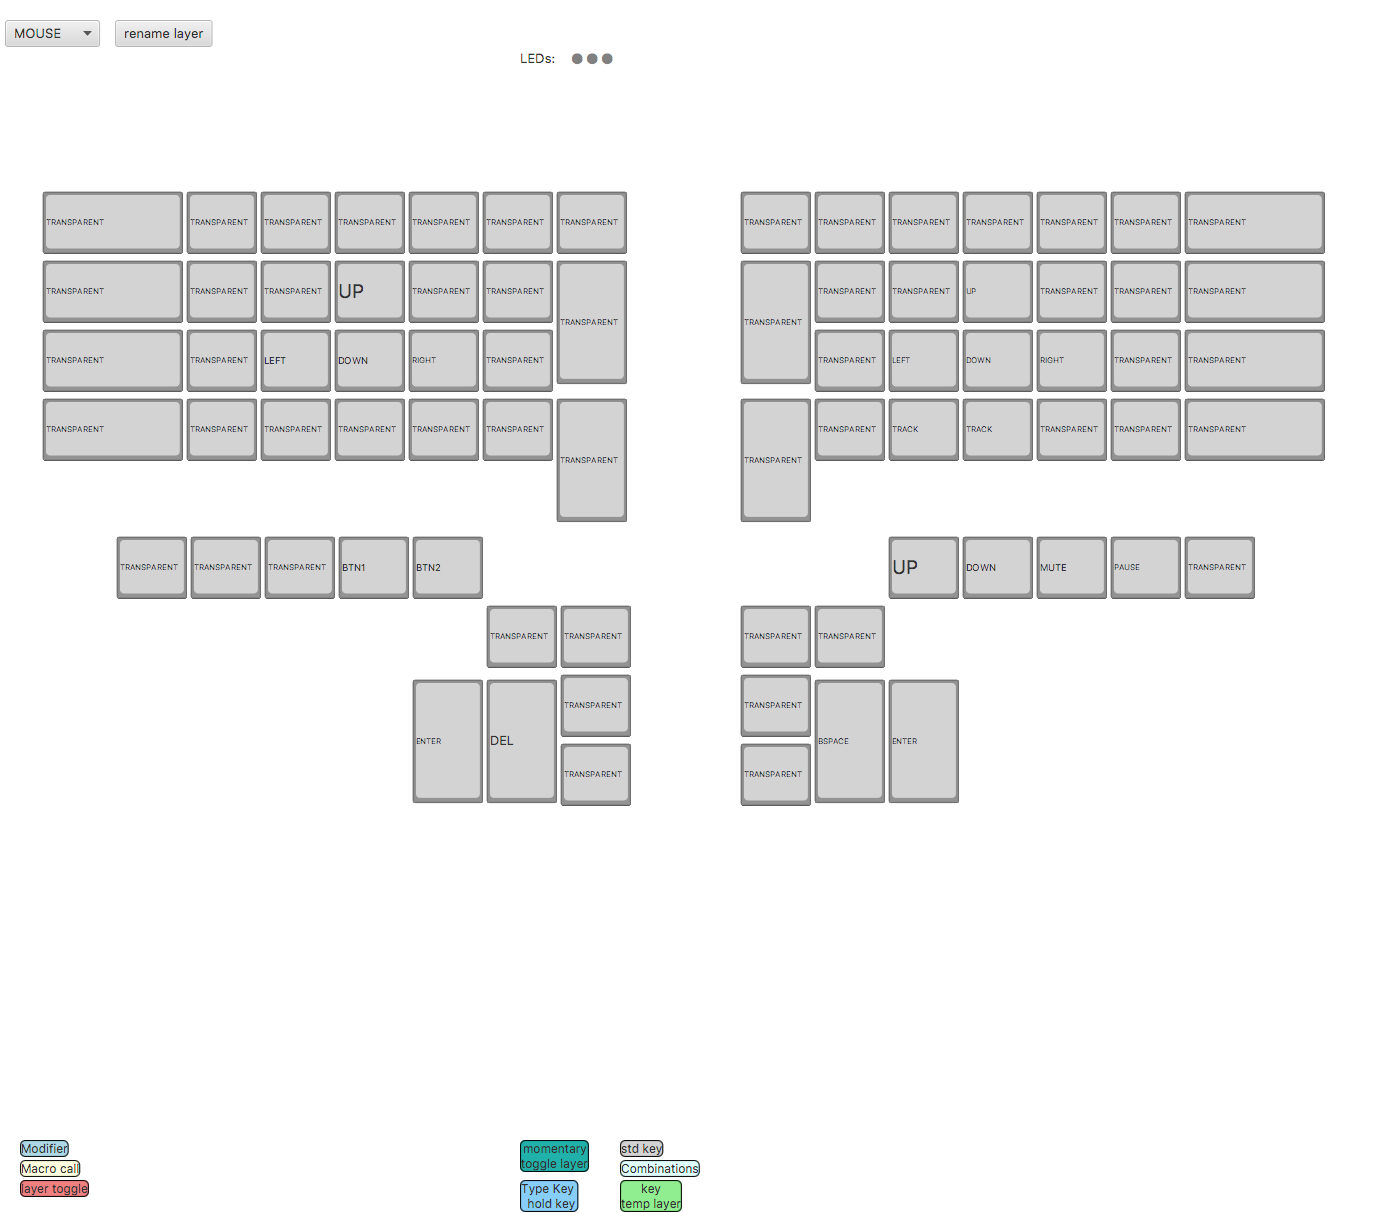 MOUSE rename layer
LEDs:
TRANSPARENT TRANSPARENT TRANSPARENT TRANSPARENT TRANSPARENT TRANSPARENT TRANSPARENT TRANSPARENT TRANSPARENT TRANSPARENT TRANSPARENT TRANSPARENT TRANSPARENT TRANSPARENT
TRANSPARENT TRANSPARENT TRANSPARENT UP TRANSPARENT TRANSPARENT TRANSPARENT TRANSPARENT UP TRANSPARENT TRANSPARENT TRANSPARENT
TRANSPARENT TRANSPARENT
TRANSPARENT TRANSPARENT LEFT DOWN RIGHT TRANSPARENT TRANSPARENT LEFT DOWN RIGHT TRANSPARENT TRANSPARENT
TRANSPARENT TRANSPARENT TRANSPARENT TRANSPARENT TRANSPARENT TRANSPARENT TRANSPARENT TRACK TRACK TRANSPARENT TRANSPARENT TRANSPARENT
TRANSPARENT TRANSPARENT
TRANSPARENT TRANSPARENT TRANSPARENT BTN1 BTN2 UP DOWN MUTE PAUSE TRANSPARENT
TRANSPARENT TRANSPARENT TRANSPARENT TRANSPARENT
TRANSPARENT TRANSPARENT
ENTER DEL BSPACE ENTER
TRANSPARENT TRANSPARENT
Modifier momentary std key
toggle layer
Macro call Combinations
layer toggle Type Key key
hold key temp layer